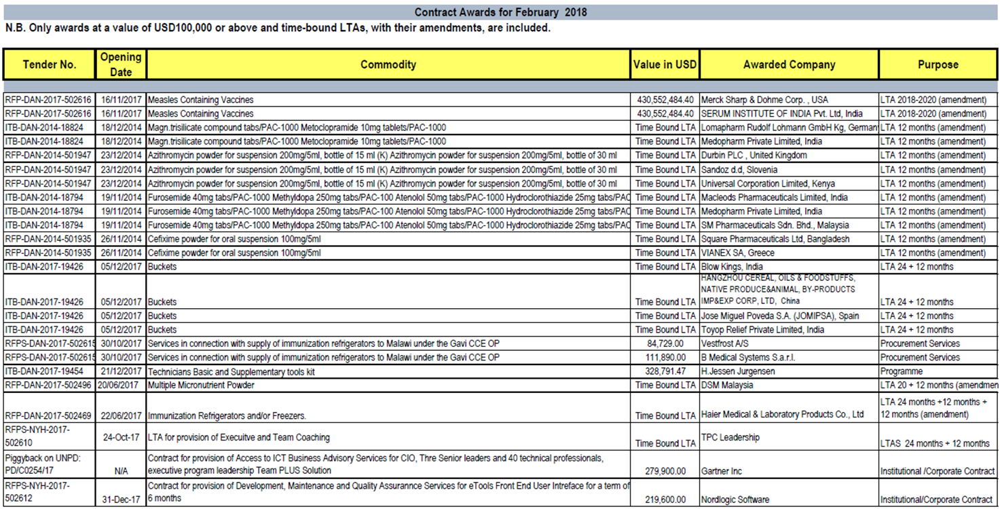 Contract Awards for February 2018
N.B. Only awards at a value of USD100,000 or above and time-bound LTAs, with their amendments, are included.
Tender No. Opening Date Commodity Value in USD Awarded Company Purpose
RFP-DAN-2017-502616 16/11/2017 Measles Containing Vaccines 430,552,484.40 Merck Sharp & Dohme Corp. , USA LTA 2018-2020 (amendment)
RFP-DAN-2017-502616 16/11/2017 Measles Containing Vaccines 430,552,484.40 SERUM INSTITUTE OF INDIA Pvt. Ltd, India LTA 2018-2020 (amendment)
ITB-DAN-2014-18824 18/12/2014 Magn.trisilicate compound tabs/PAC-1000 Metoclopramide 10mg tablets/PAC-1000 Time Bound LTA Lomapharm Rudolf Lohmann GmbH Kg, German LTA 12 months (amendment)
ITB-DAN-2014-18824 18/12/2014 Magn.trisilicate compound tabs/PAC-1000 Metoclopramide 10mg tablets/PAC-1000 Time Bound LTA Medopharm Private Limited, India LTA 12 months (amendment)
RFP-DAN-2014-501947 23/12/2014 Azithromycin powder for suspension 200mg/5ml, bottle of 15 ml (K) Azithromycin powder for suspension 200mg/5ml, bottle of 30 ml Time Bound LTA Durbin PLC , United Kingdom LTA 12 months (amendment)
RFP-DAN-2014-501947 23/12/2014 Azithromycin powder for suspension 200mg/5ml, bottle of 15 ml (K) Azithromycin powder for suspension 200mg/5ml, bottle of 30 ml Time Bound LTA Sandoz d.d, Slovenia LTA 12 months (amendment)
RFP-DAN-2014-501947 23/12/2014 Azithromycin powder for suspension 200mg/5ml, bottle of 15 ml (K) Azithromycin powder for suspension 200mg/5ml, bottle of 30 ml Time Bound LTA Universal Corporation Limited, Kenya LTA 12 months (amendment)
ITB-DAN-2014-18794 19/11/2014 Furosemide 40mg tabs/PAC-1000 Methyldopa 250mg tabs/PAC-100 Atenolol 50mg tabs/PAC-1000 Hydroclorothiazide 25mg tabs/PAC Time Bound LTA Macleods Pharmaceuticals Limited, India LTA 12 months (amendment)
ITB-DAN-2014-18794 19/11/2014 Furosemide 40mg tabs/PAC-1000 Methyldopa 250mg tabs/PAC-100 Atenolol 50mg tabs/PAC-1000 Hydroclorothiazide 25mg tabs/PAC Time Bound LTA Medopharm Private Limited, India LTA 12 months (amendment)
ITB-DAN-2014-18794 19/11/2014 Furosemide 40mg tabs/PAC-1000 Methyldopa 250mg tabs/PAC-100 Atenolol 50mg tabs/PAC-1000 Hydroclorothiazide 25mg tabs/PAC Time Bound LTA SM Pharmaceuticals Sdn. Bhd., Malaysia LTA 12 months (amendment)
RFP-DAN-2014-501935 26/11/2014 Cefixime powder for oral suspension 100mg/5ml Time Bound LTA Square Pharmaceuticals Ltd, Bangladesh LTA 12 months (amendment)
RFP-DAN-2014-501935 26/11/2014 Cefixime powder for oral suspension 100mg/5ml Time Bound LTA VIANEX SA, Greece LTA 12 months (amendment)
ITB-DAN-2017-19426 05/12/2017 Buckets Time Bound LTA Blow Kings, India LTA 24 + 12 months
HANGZHOU CEREAL, OILS & FOODSTUFFS,
NATIVE PRODUCE&ANIMAL, BY-PRODUCTS
ITB-DAN-2017-19426 05/12/2017 Buckets Time Bound LTA IMP&EXP CORP, LTD, China LTA 24 + 12 months
ITB-DAN-2017-19426 05/12/2017 Buckets Time Bound LTA Jose Miguel Poveda S.A. (JOMIPSA), Spain LTA 24 + 12 months
ITB-DAN-2017-19426 05/12/2017 Buckets Time Bound LTA Toyop Relief Private Limited, India LTA 24 + 12 months
RFPS-DAN-2017-502615 30/10/2017 Services in connection with supply of immunization refrigerators to Malawi under the Gavi CCE OP 84,729.00 Vestfrost A/S Procurement Services
RFPS-DAN-2017-502615 30/10/2017 Services in connection with supply of immunization refrigerators to Malawi under the Gavi CCE OP 111,890.00 B Medical Systems S.a.r.l. Procurement Services
ITB-DAN-2017-19454 21/12/2017 Technicians Basic and Supplementary tools kit 328,791.47 H.Jessen Jurgensen Programme
RFP-DAN-2017-502496 20/06/2017 Multiple Micronutrient Powder Time Bound LTA DSM Malaysia LTA 20 + 12 months (amendmen
RFP-DAN-2017-502469 22/06/2017 Immunization Refrigerators and/or Freezers. Time Bound LTA Haier Medical & Laboratory Products Co., Ltd LTA 24 months +12 months +
12 months (amendment)
RFPS-NYH-2017-
502610 24-Oct-17 LTA for provision of Execuitve and Team Coaching Time Bound LTA TPC Leadership LTAS 24 months + 12 months
Piggyback on UNPD: Contract for provision of Access to ICT Business Advisory Services for CIO, Thre Senior leaders and 40 technical professionals,
PD/C0254/17 N/A executive program leadership Team PLUS Solution 279,900.00 Gartner Inc Institutional /Corporate Contract
RFPS-NYH-2017- Contract for provision of Development, Maintenance and Quality Assurannce Services for eTools Front End User Intreface for a term of
502612 31-Dec-17 6 months 219,600.00 Nordlogic Software Institutional/Corporate Contract